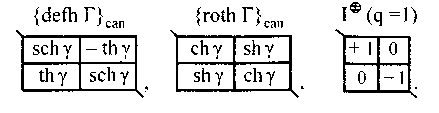 {defh Γ}can {roth Γ}can I⊕ (q =1)
sch γ − th γ ch γ sh γ + 1 0
th γ sch γ , sh γ ch γ , 0 −1 .